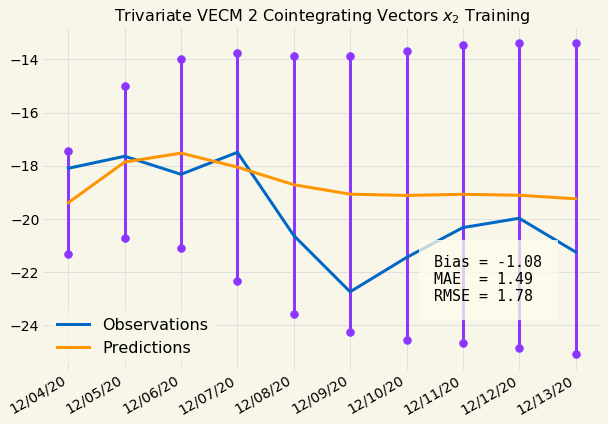 Trivariate VECM 2 Cointegrating Vectors x₂ Training
−14
−16
−18
−20
−22
−24
Bias = -1.08
MAE  = 1.49
RMSE = 1.78
Observations
Predictions
12/04/20
12/05/20
12/06/20
12/07/20
12/08/20
12/09/20
12/10/20
12/11/20
12/12/20
12/13/20